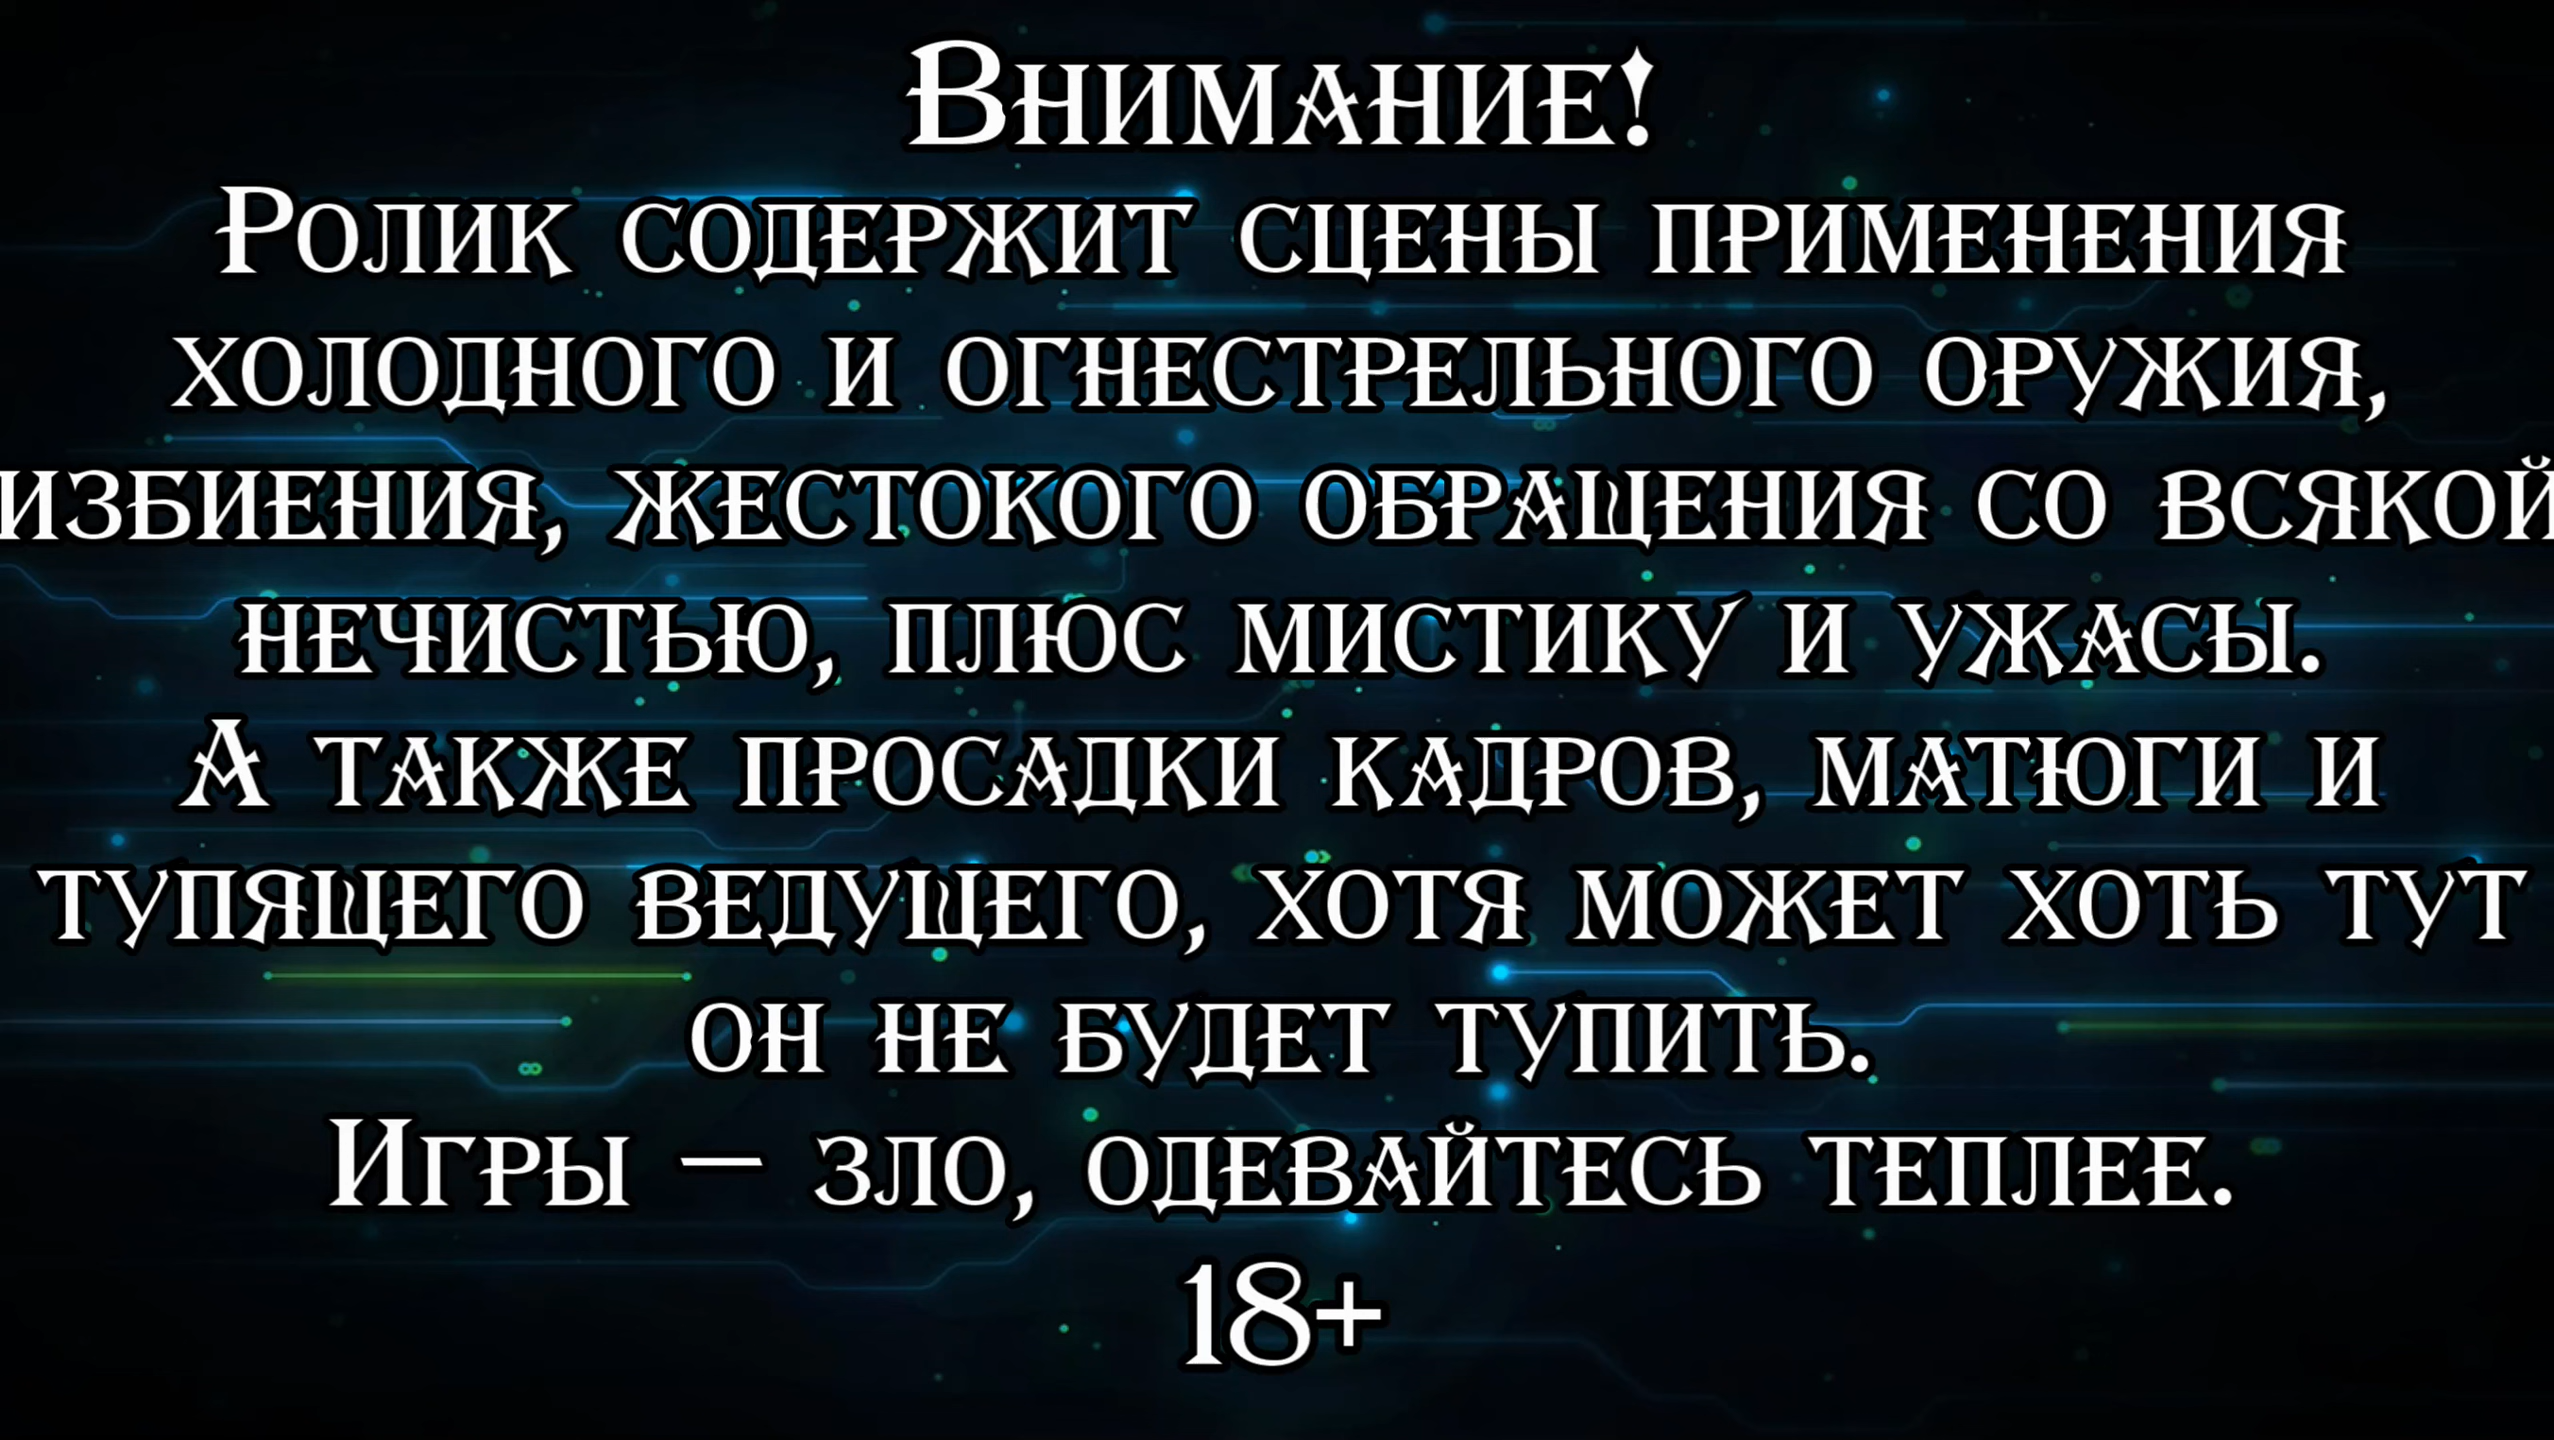 Внимание!
Ролик содержит сцены применения
холодного и огнестрельного оружия,
избиения, жестокого обращения со всякой
нечистью, плюс мистику и ужасы.
А также просадки кадров, матюги и
тупящего ведущего, хотя может хоть тут
он не будет тупить.
Игры — зло, одевайтесь теплее.
18+